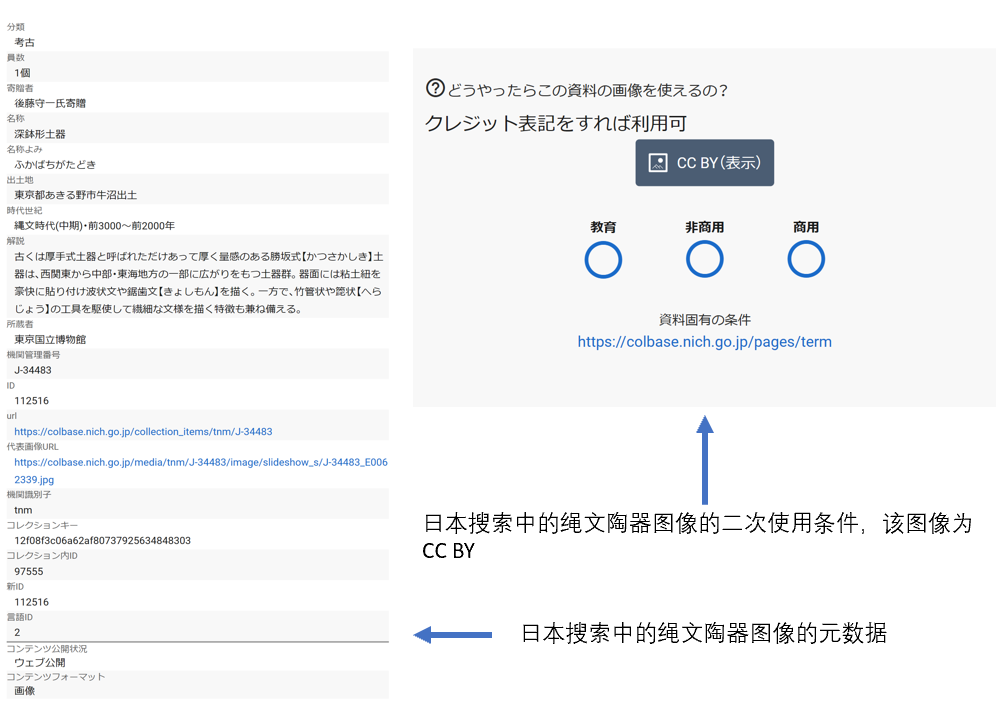 分類
考古
員数
1個
寄贈者
後藤守一氏寄贈
名称
深鉢形土器
名称よみ
ふかばちがたどき
出土地
東京都あきる野市牛沼出土
時代世紀
縄文時代(中期)・前3000～前2000年
解説
古くは厚手式土器と呼ばれただけあって厚く量感のある勝坂式【かつさかしき】土
器は、西関東から中部・東海地方の一部に広がりをもつ土器群。器面には粘土紐を
豪快に貼り付け波状文や鋸歯文【きょしもん】を描く。一方で、竹管状や箆状【へら
じょう】の工具を駆使して繊細な文様を描く特徴も兼ね備える。
所蔵者
東京国立博物館
機関管理番号
J-34483
ID
112516
url
https://colbase.nich.go.jp/collection_items/tnm/J-34483
代表画像URL
https://colbase.nich.go.jp/media/tnm/J-34483/image/slideshow_s/J-34483_E006
2339.jpg
機関識別子
tnm
コレクションキー
12f08f3c06a62af80737925634848303
コレクション内ID
97555
新ID
112516
言語ID
2
コンテンツ公開状況
ウェブ公開
コンテンツフォーマット
画像
?どうやったらこの資料の画像を使えるの？
クレジット表記をすれば利用可
CC BY(表示)
教育 非商用 商用
資料固有の条件
https://colbase.nich.go.jp/pages/term
日本搜索中的绳文陶器图像的二次使用条件，该图像为
CC BY
日本搜索中的绳文陶器图像的元数据